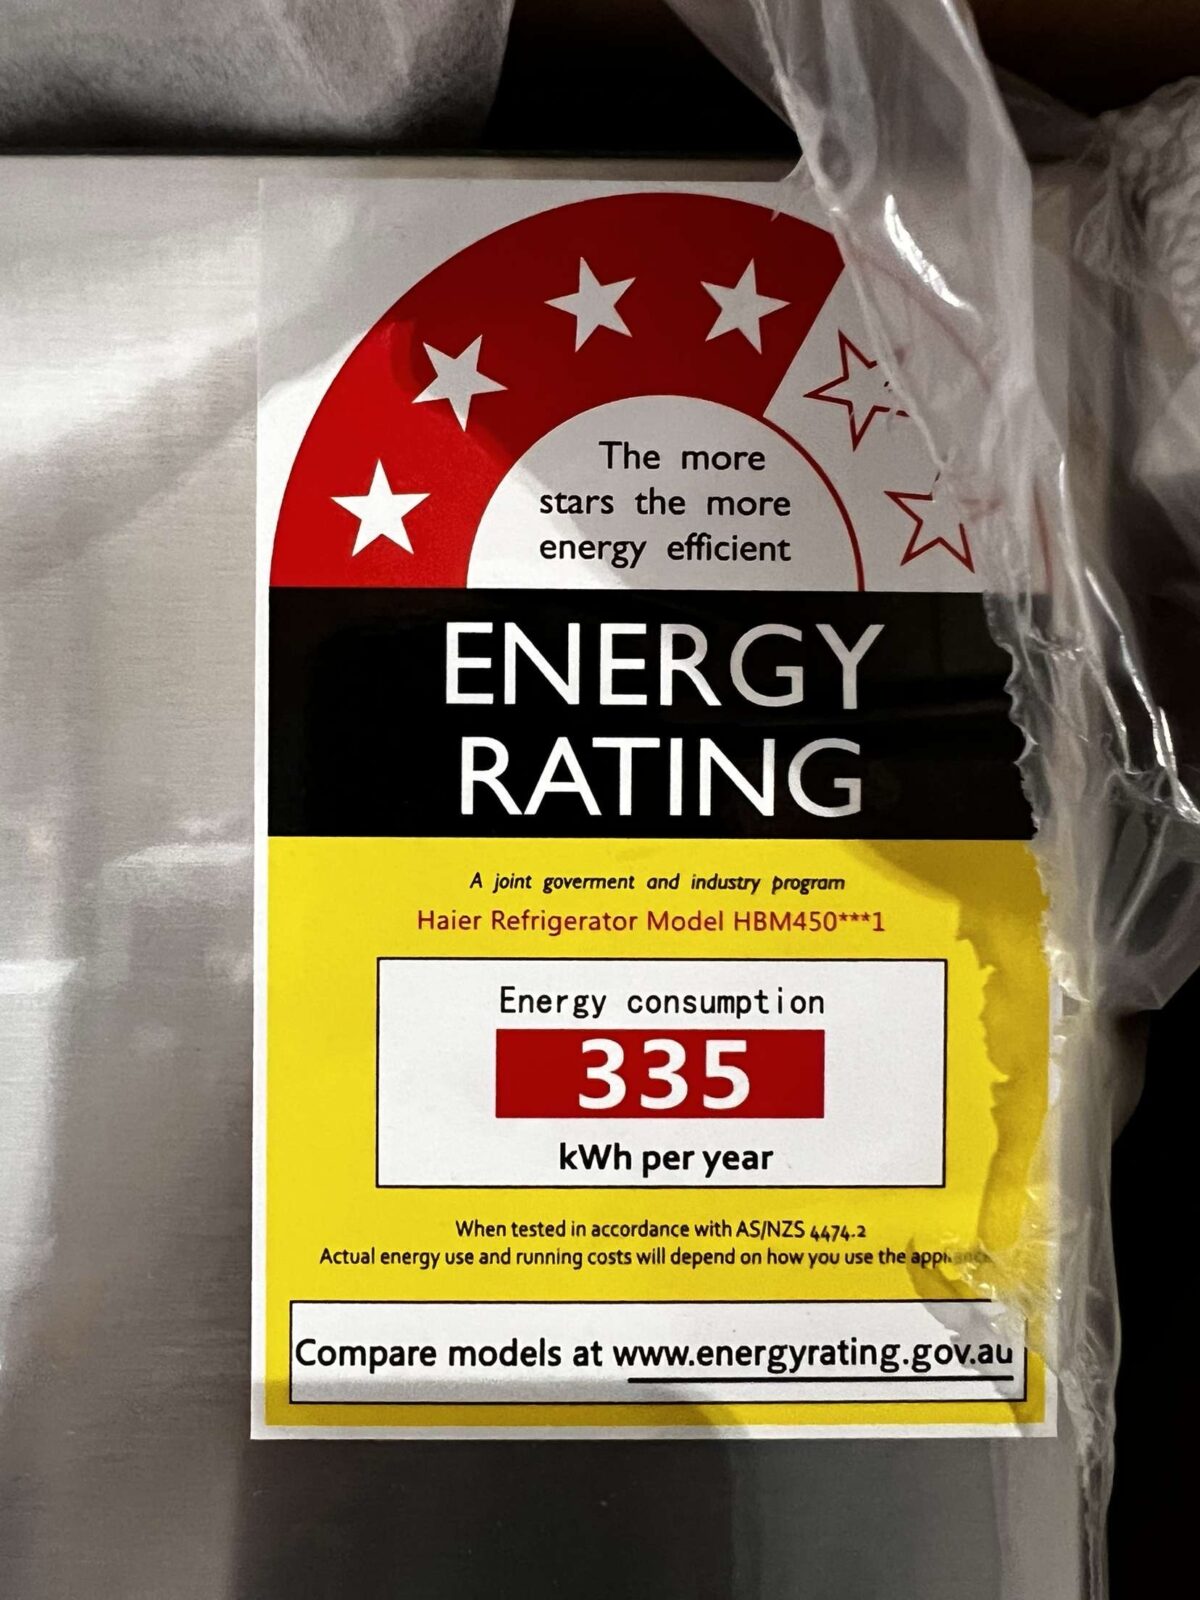 The more
stars the more
energy efficient
ENERGY
RATING
A joint goverment and industry program
Haier Refrigerator Model HBM450***1
Energy consumption
335
kWh per year
When tested in accordance with AS/NZS 4474.2
Actual energy use and running costs will depend on how you use the appliance
Compare models at www.energyrating.gov.au